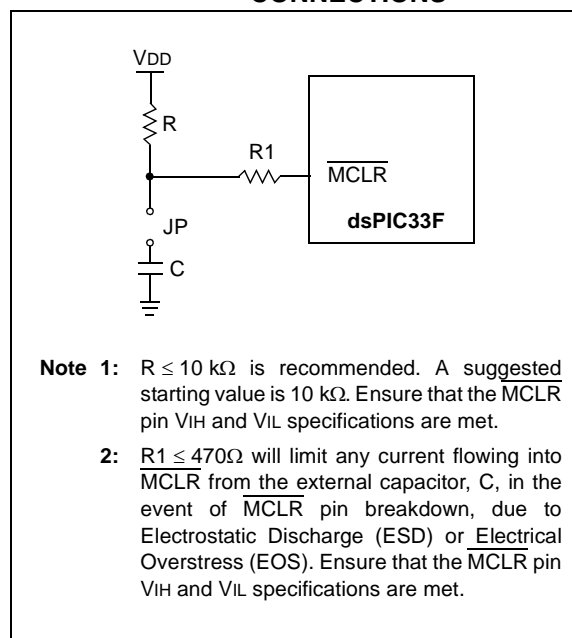 CONNECTIONS
VDD
R
R1
MCLR
JP
dsPIC33F
C
Note 1: R ≤ 10 kΩ is recommended. A suggested
starting value is 10 kΩ. Ensure that the MCLR
pin VIH and VIL specifications are met.
2: R1 ≤ 470Ω will limit any current flowing into
MCLR from the external capacitor, C, in the
event of MCLR pin breakdown, due to
Electrostatic Discharge (ESD) or Electrical
Overstress (EOS). Ensure that the MCLR pin
VIH and VIL specifications are met.